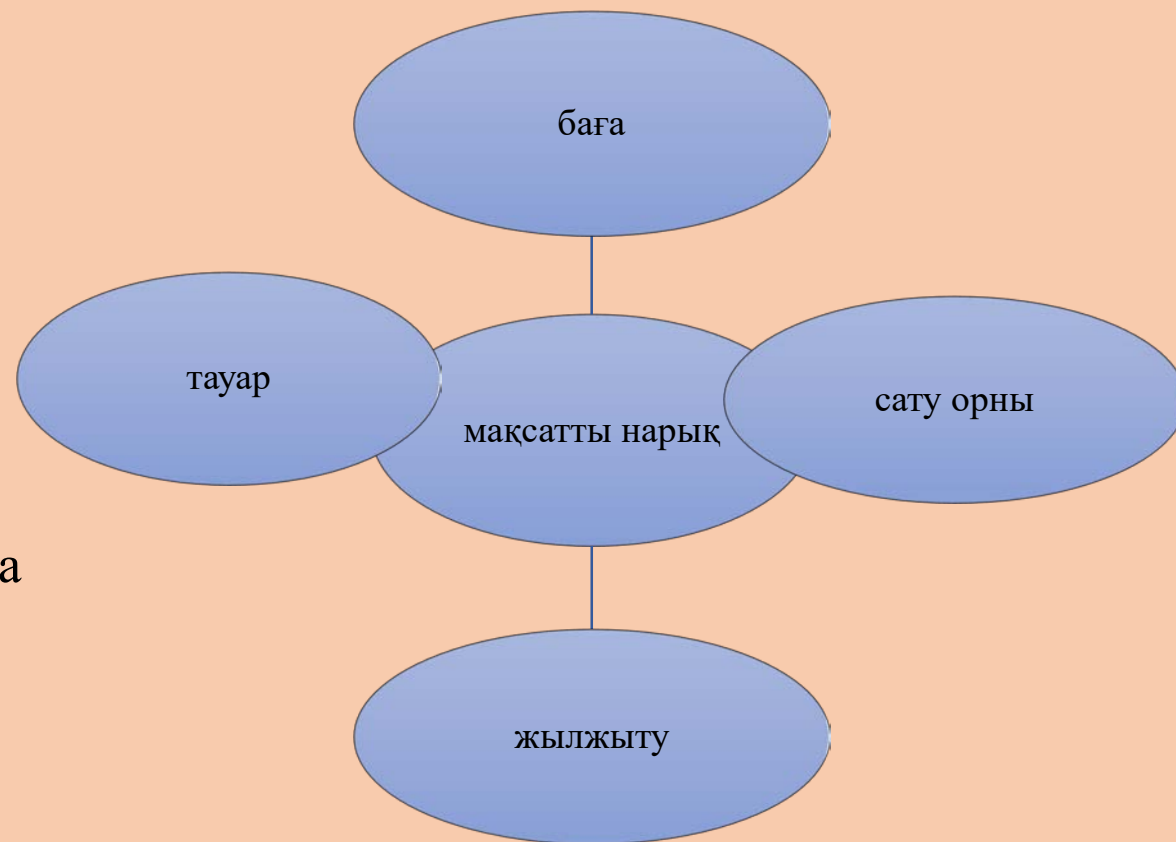 баға
тауар
мақсатты нарық
сату орны
а
жылжыту